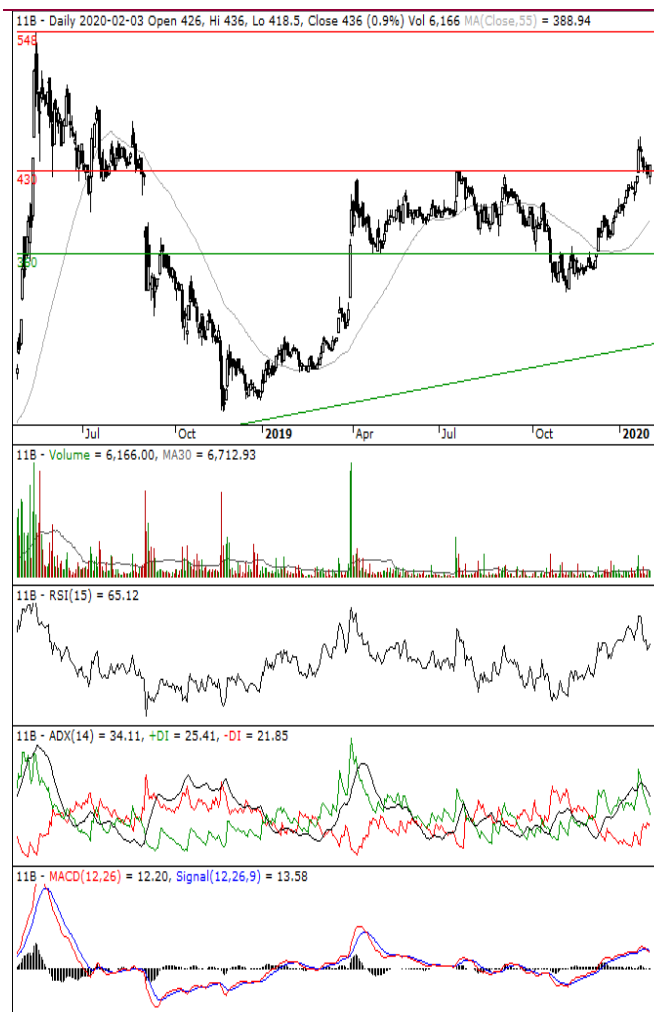 11B - Daily 2020-02-03 Open 426, Hi 436, Lo 418.5, Close 436 (0.9%) Vol 6,166 MA(Close,55) = 388.94
548
430
Jul Oct 2019 Apr Jul Oct 2020
11B - Volume = 6,166.00, MA30 = 6,712.93
11B - RSI(15) = 65.12
11B - ADX(14) = 34.11, +DI = 25.41, -DI = 21.85
11B - MACD(12,26) = 12.20, Signal(12,26,9) = 13.58